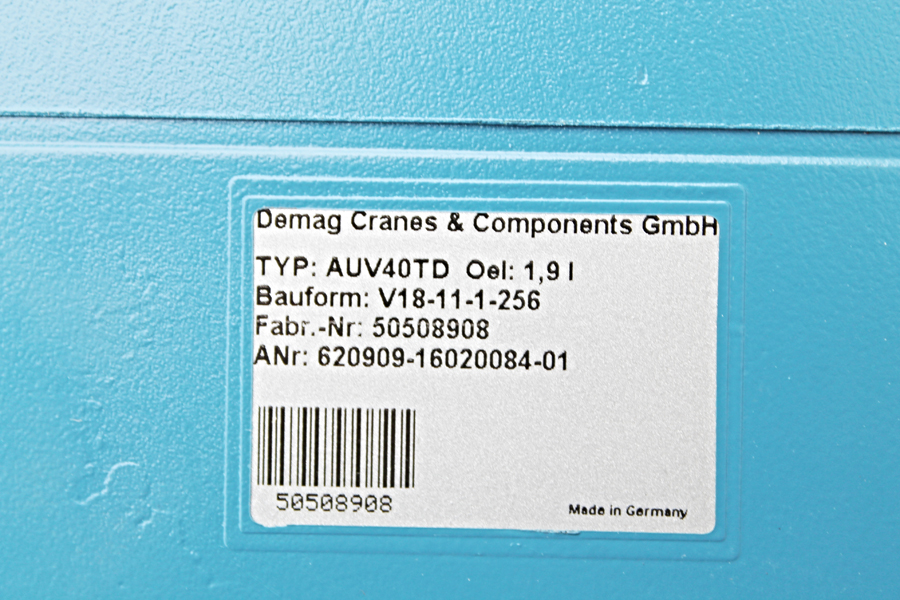 Demag Cranes & Components GmbH
TYP: AUV40TD Oel: 1,9 l
Bauform: V18-11-1-256
Fabr.-Nr: 50508908
ANr: 620909-16020084-01
50508908
Made in Germany